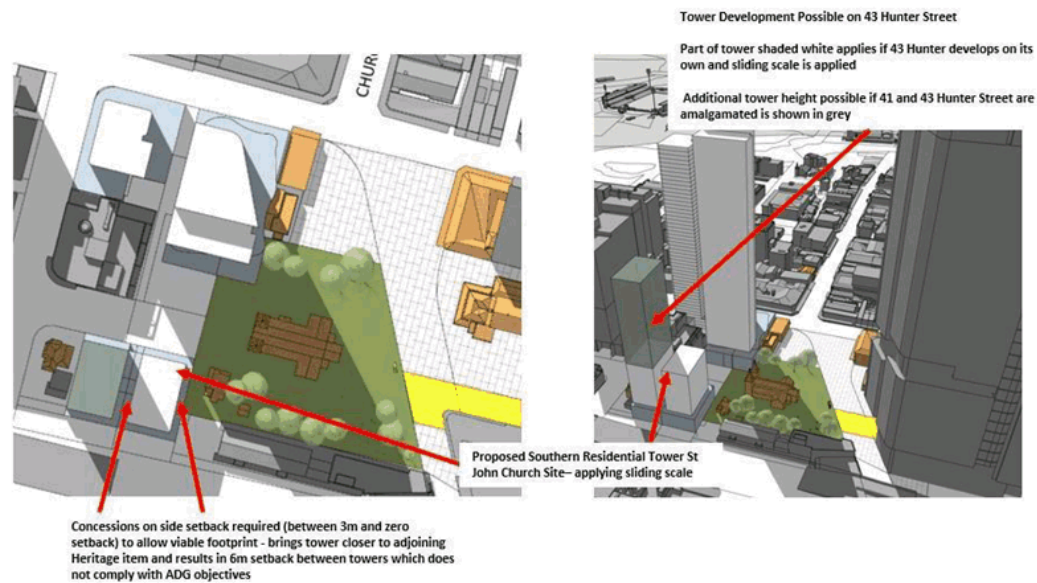 Tower Development Possible on 43 Hunter Street
Part of tower shaded white applies if 43 Hunter develops on its
own and sliding scale is applied
Additional tower height possible if 41 and 43 Hunter Street are
amalgamated is shown in grey
CHURC
Proposed Southern Residential Tower St
John Church Site– applying sliding scale
Concessions on side setback required (between 3m and zero
setback) to allow viable footprint - brings tower closer to adjoining
Heritage item and results in 6m setback between towers which does
not comply with ADG objectives